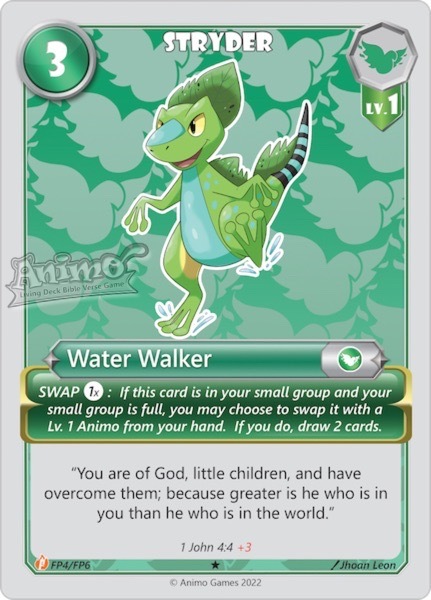 3
STRYDER
LV.1
Animo
Living Deck Bible Verse Game
Water Walker
SWAP 1x : If this card is in your small group and your
small group is full, you may choose to swap it with a
Lv. 1 Animo from your hand. If you do, draw 2 cards.
"You are of God, little children, and have
overcome them; because greater is he who is in
you than he who is in the world."
1 John 4:4 +3
FP4/FP6
Jhoan Leon
© Animo Games 2022